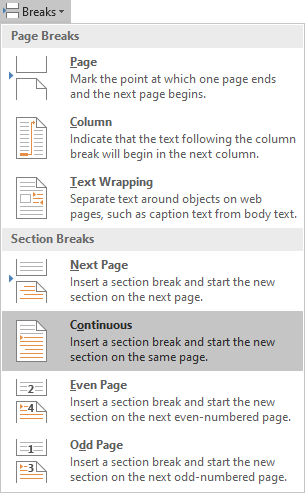 Breaks
Page Breaks
Page
Mark the point at which one page ends
and the next page begins.
Column
Indicate that the text following the column
break will begin in the next column.
Text Wrapping
Separate text around objects on web
pages, such as caption text from body text.
Section Breaks
Next Page
Insert a section break and start the new
section on the next page.
Continuous
Insert a section break and start the new
section on the same page.
2
4
Even Page
Insert a section break and start the new
section on the next even-numbered page.
1
3
Odd Page
Insert a section break and start the new
section on the next odd-numbered page.